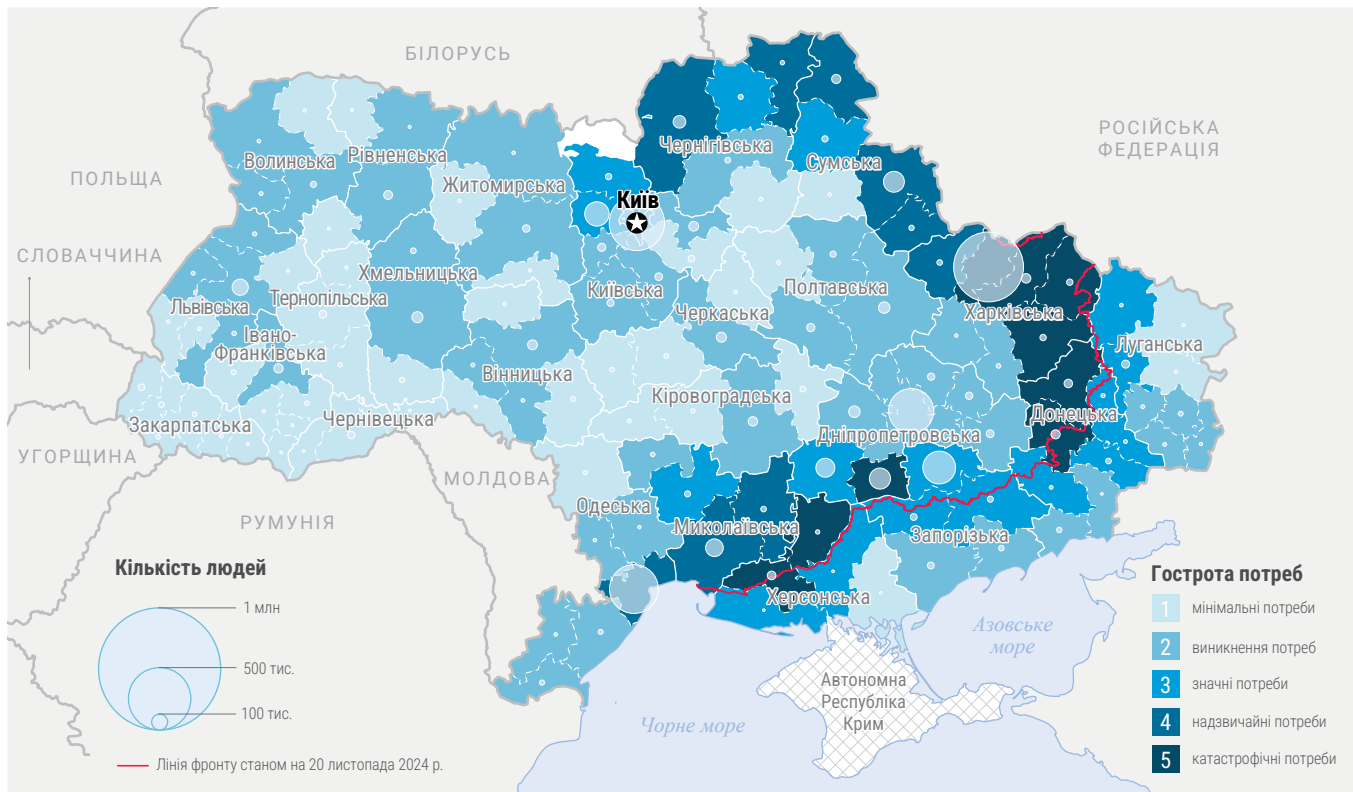 БІЛОРУСЬ
РОСІЙСЬКА
ФЕДЕРАЦІЯ
ПОЛЬЩА
СЛОВАЧЧИНА
УГОРЩИНА
РУМУНІЯ
МОЛДОВА
Волинська
Рівненська
Житомирська
Чернігівська
Сумська
Київ
Львівська
Тернопільська
Хмельницька
Київська
Полтавська
Харківська
Луганська
Івано-
Франківська
Черкаська
Вінницька
Кіровоградська
Закарпатська
Чернівецька
Дніпропетровська
Донецька
Одеська
Миколаївська
Запорізька
Херсонська
Автономна
Республіка
Крим
Азовське
море
Чорне море
Кількість людей
1 млн
500 тис.
100 тис.
Лінія фронту станом на 20 листопада 2024 р.
Гострота потреб
1 мінімальні потреби
2 виникнення потреб
3 значні потреби
4 надзвичайні потреби
5 катастрофічні потреби